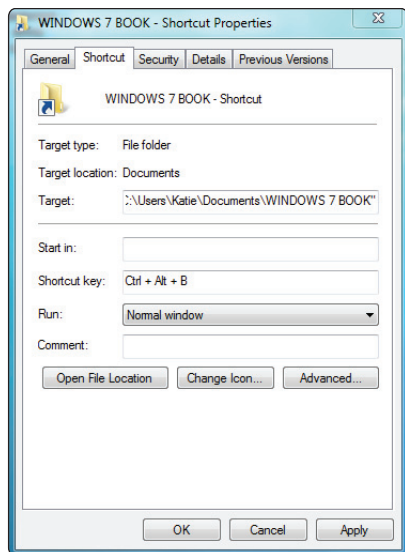 WINDOWS 7 BOOK - Shortcut Properties
General Shortcut Security Details Previous Versions
WINDOWS 7 BOOK - Shortcut
Target type: File folder
Target location: Documents
Target: :\Users\Katie\Documents\WINDOWS 7 BOOK"
Start in:
Shortcut key: Ctrl + Alt + B
Run: Normal window
Comment:
Open File Location Change Icon... Advanced...
OK Cancel Apply